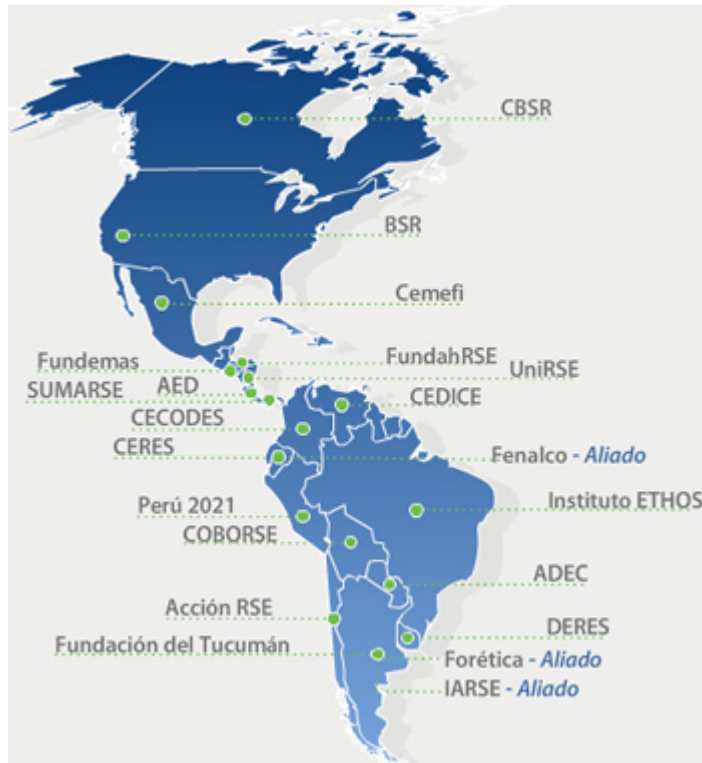 CBSR
BSR
Cemefi
Fundemas
FundahRSE
SUMARSE
AED
UniRSE
CECODES
CEDICE
CERES
Fenalco - Aliado
Perú 2021
Instituto ETHOS
COBORSE
ADEC
Acción RSE
DERES
Fundación del Tucumán
Forética - Aliado
IARSE - Aliado